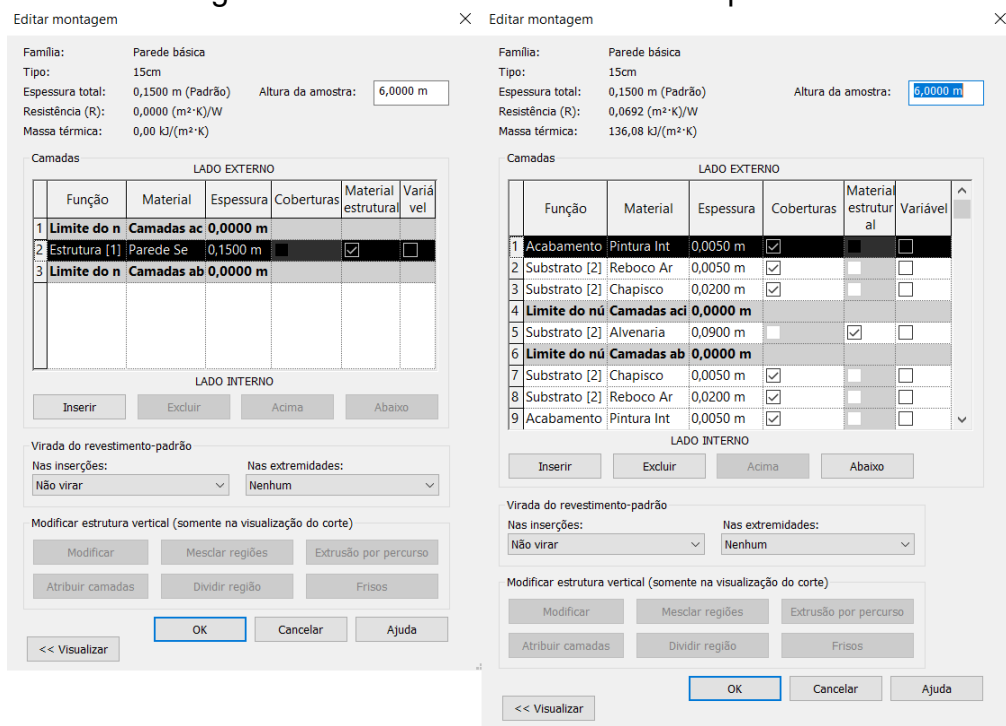 Editar montagem
Família: Parede básica
Tipo: 15cm
Espessura total: 0,1500 m (Padrão) Altura da amostra: 6,0000 m
Resistência (R): 0,0000 (m²·K)/W
Massa térmica: 0,00 kJ/(m²·K)
Camadas
LADO EXTERNO
Função Material Espessura Coberturas Material estrutural Variá vel
1 Limite do n Camadas ac 0,0000 m
2 Estrutura [1] Parede Se 0,1500 m
3 Limite do n Camadas ab 0,0000 m
LADO INTERNO
Inserir Excluir Acima Abaixo
Virada do revestimento-padrão
Nas inserções: Nas extremidades:
Não virar Nenhum
Modificar estrutura vertical (somente na visualização do corte)
Modificar Mesclar regiões Extrusão por percurso
Atribuir camadas Dividir região Frisos
OK Cancelar Ajuda
<< Visualizar
Editar montagem
Família: Parede básica
Tipo: 15cm
Espessura total: 0,1500 m (Padrão) Altura da amostra: 6,0000 m
Resistência (R): 0,0692 (m²·K)/W
Massa térmica: 136,08 kJ/(m²·K)
Camadas
LADO EXTERNO
Função Material Espessura Coberturas Material estrutur al Variável
1 Acabamento Pintura Int 0,0050 m
2 Substrato [2] Reboco Ar 0,0050 m
3 Substrato [2] Chapisco 0,0200 m
4 Limite do nú Camadas aci 0,0000 m
5 Substrato [2] Alvenaria 0,0900 m
6 Limite do nú Camadas ab 0,0000 m
7 Substrato [2] Chapisco 0,0050 m
8 Substrato [2] Reboco Ar 0,0200 m
9 Acabamento Pintura Int 0,0050 m
LADO INTERNO
Inserir Excluir Acima Abaixo
Virada do revestimento-padrão
Nas inserções: Nas extremidades:
Não virar Nenhum
Modificar estrutura vertical (somente na visualização do corte)
Modificar Mesclar regiões Extrusão por percurso
Atribuir camadas Dividir região Frisos
OK Cancelar Ajuda
<< Visualizar